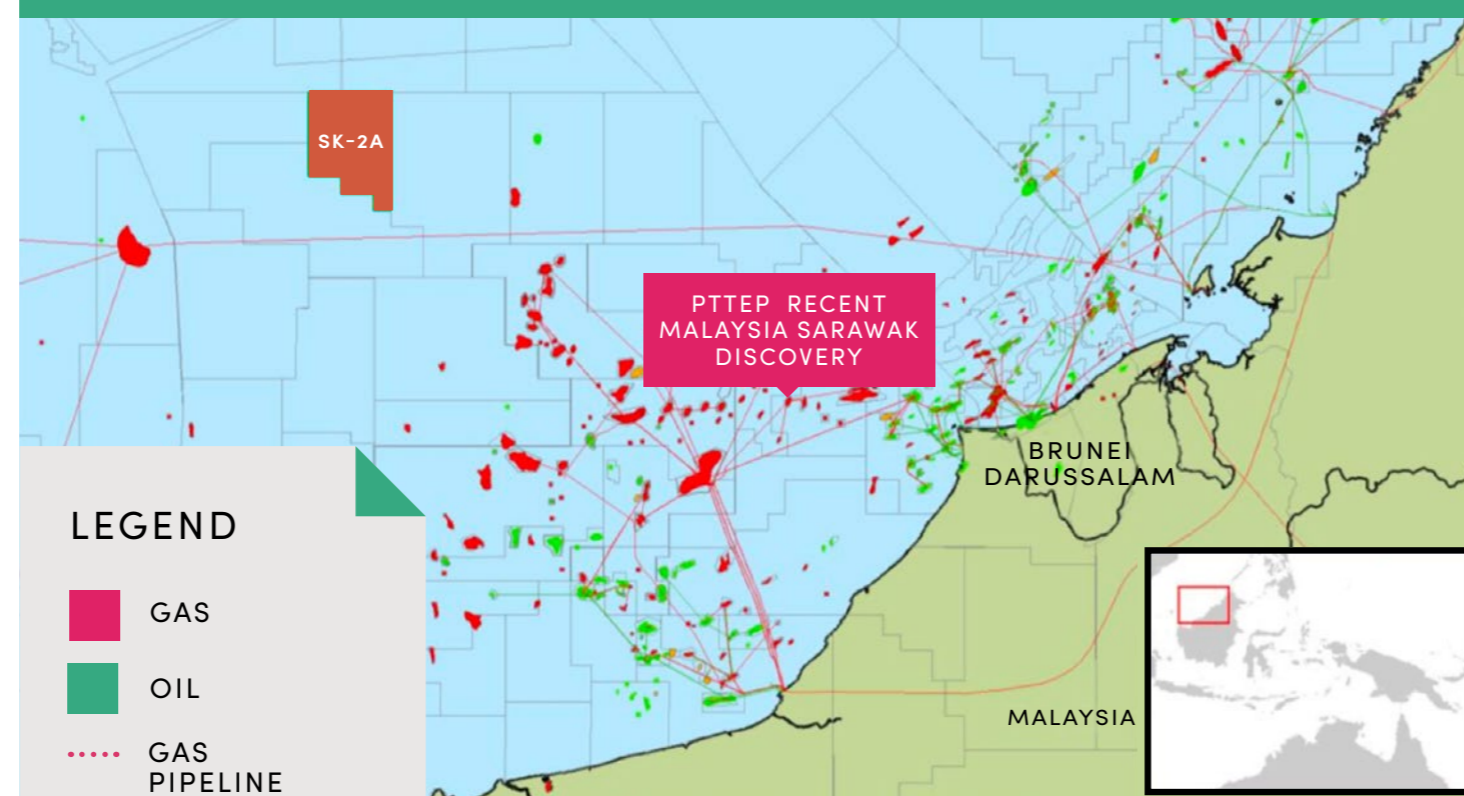 SK-2A
PTTEP RECENT
MALAYSIA SARAWAK
DISCOVERY
BRUNEI
DARUSSALAM
LEGEND
GAS
OIL
GAS
PIPELINE
MALAYSIA